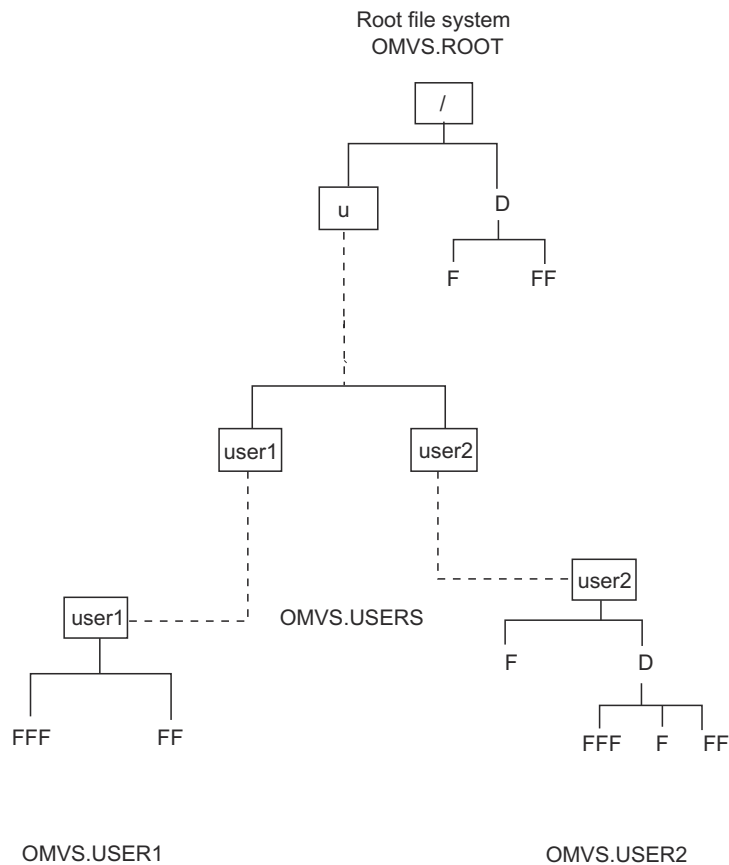 Root file system
OMVS.ROOT
/
u
D
F
FF
user1
user2
user2
user1
OMVS.USERS
F
D
FFF
FF
FFF
F
FF
OMVS.USER1
OMVS.USER2